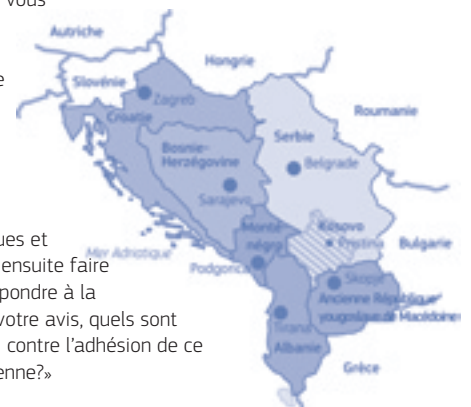 vous
e
ues et
ensuite faire
pondre à la
votre avis, quels sont
contre l'adhésion de ce
enne?»
Autriche
Hongrie
Slovénie
Zagreb
Croatie
Roumanie
Serbie
Bosnie-
Herzégovine
Belgrade
Sarajevo
Monté-
négro
Kosovo
Pristina
Bulgarie
Mer Adriatique
Podgorica
Skopje
Ancienne République
yougoslave de Macédoine
Tirana
Albanie
Grèce